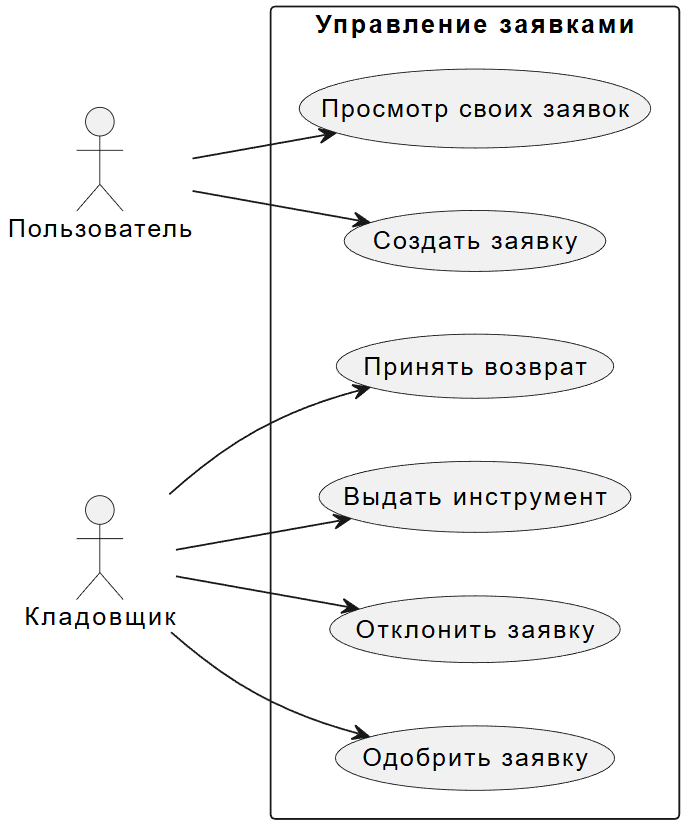 Управление заявками
Просмотр своих заявок
Пользователь
Создать заявку
Принять возврат
Выдать инструмент
Кладовщик
Отклонить заявку
Одобрить заявку